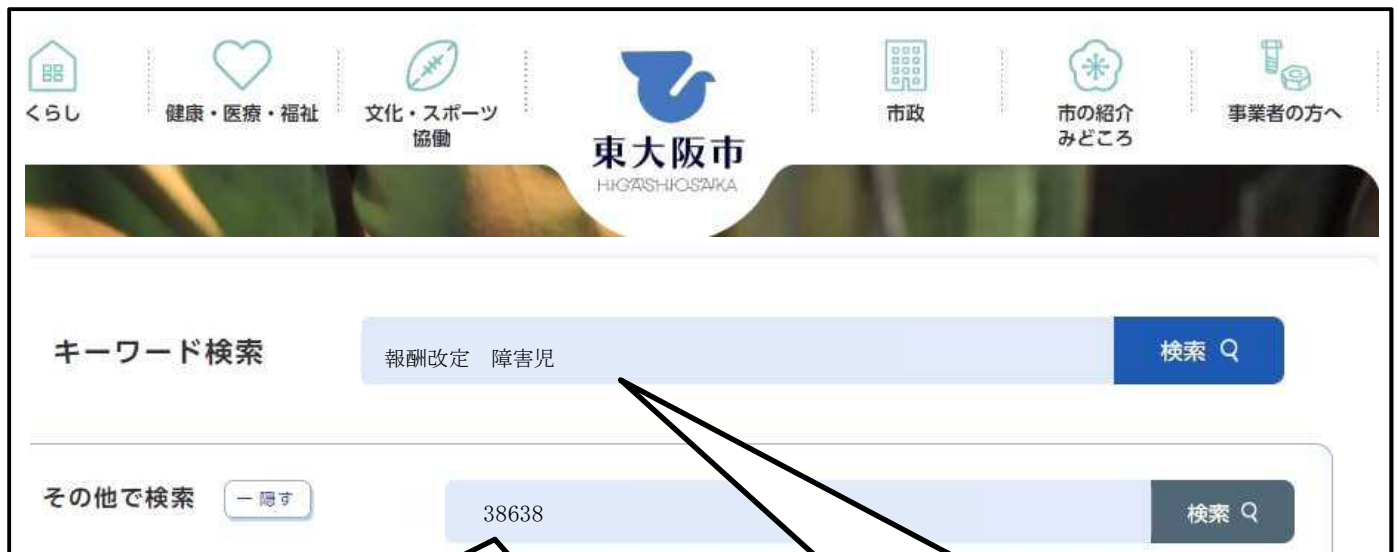 くらし
健康・医療・福祉
文化・スポーツ
協働
東大阪市
HIGASHIOSAKA
市政
市の紹介
みどころ
事業者の方へ
キーワード検索
報酬改定 障害児
検索
その他で検索
－隠す
38638
検索